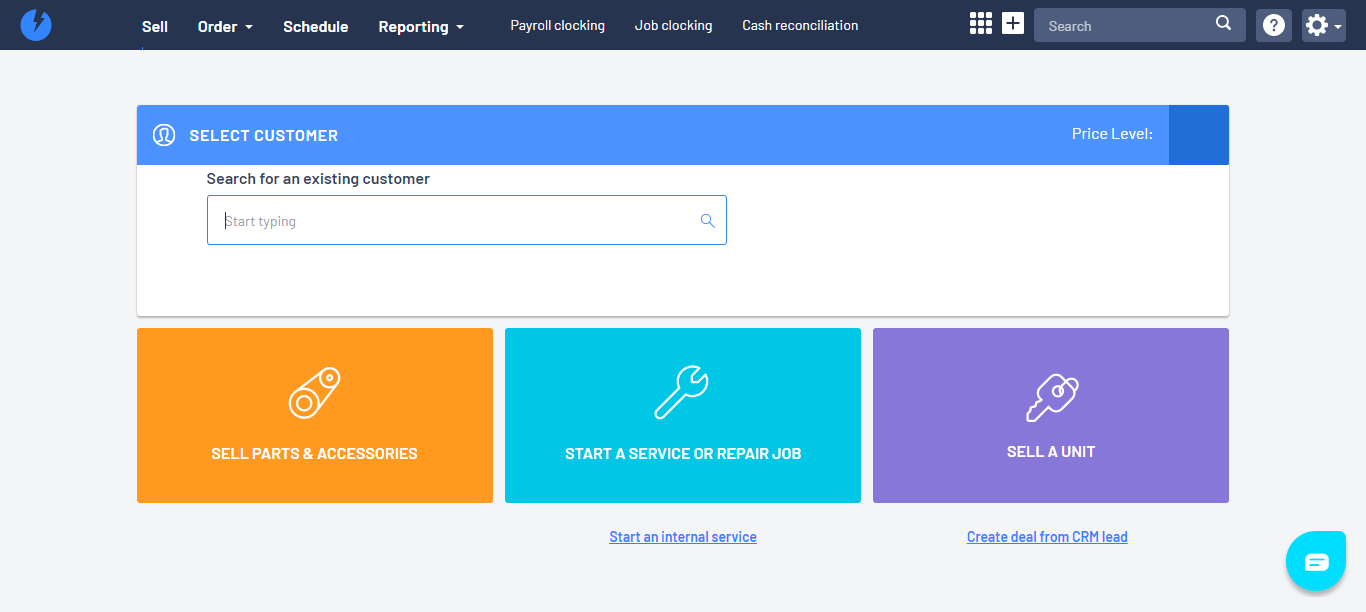 Sell Order Schedule Reporting Payroll clocking Job clocking Cash reconciliation Search
SELECT CUSTOMER Price Level:
Search for an existing customer
Start typing
SELL PARTS & ACCESSORIES START A SERVICE OR REPAIR JOB SELL A UNIT
Start an internal service Create deal from CRM lead